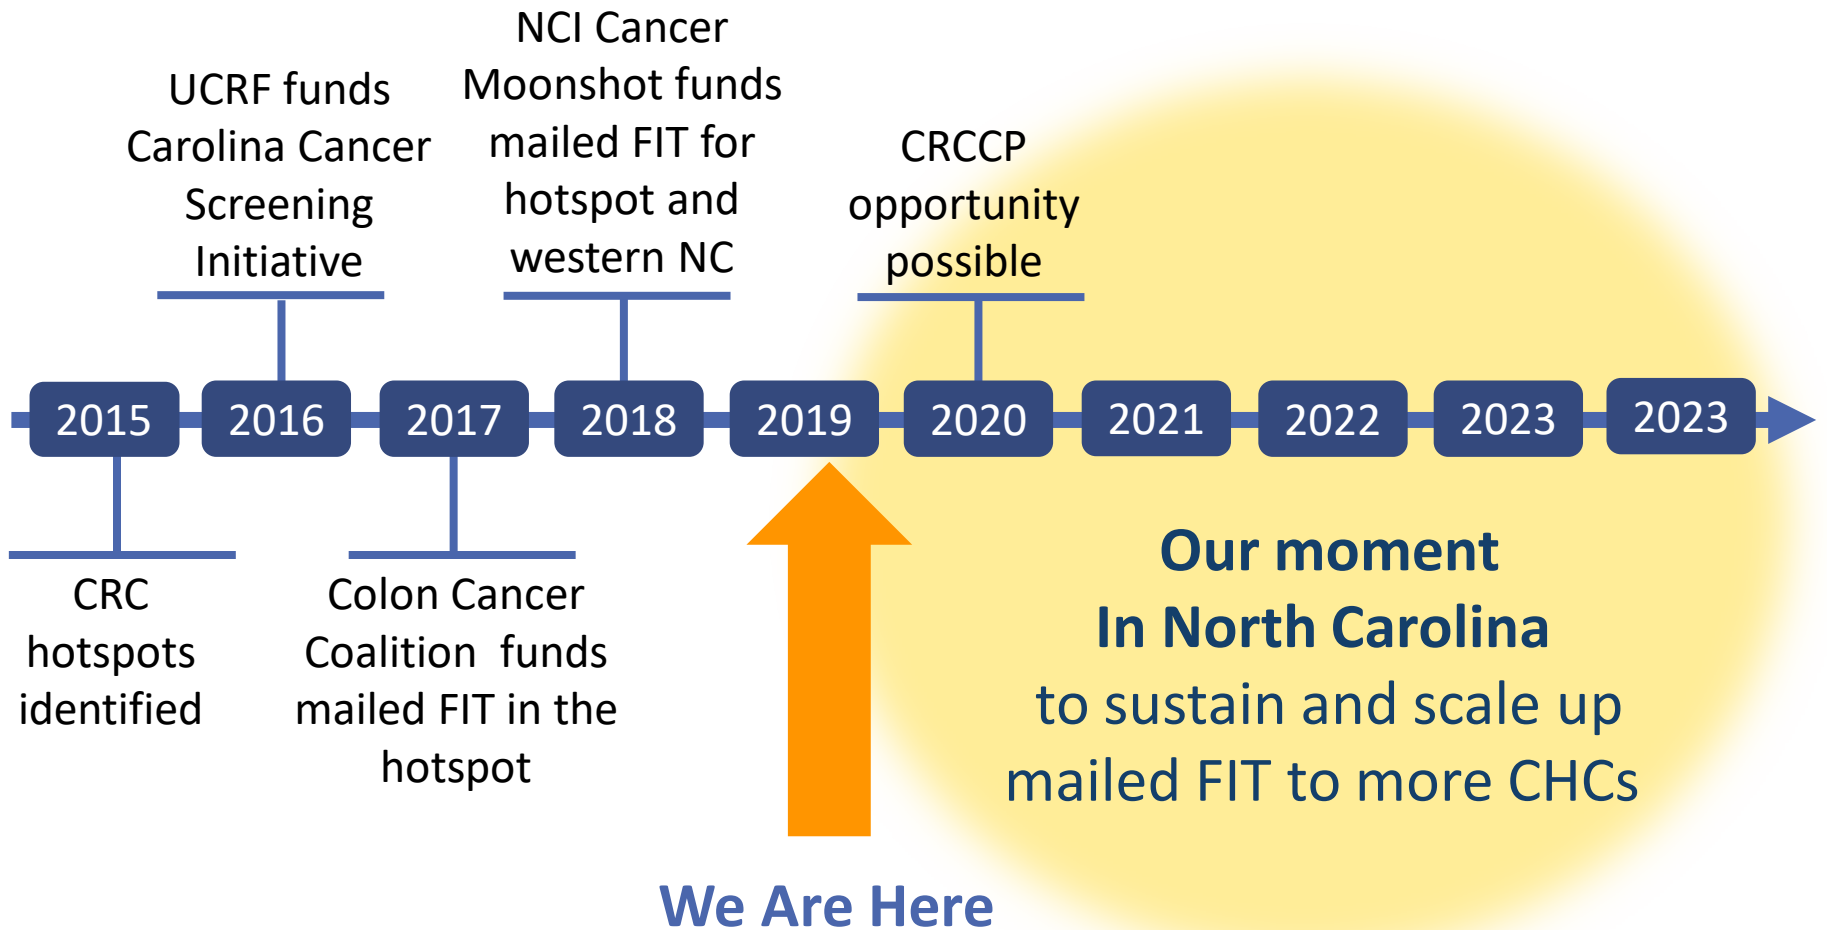 UCRF funds
Carolina Cancer
Screening
Initiative
NCI Cancer
Moonshot funds
mailed FIT for
hotspot and
western NC
CRCCP
opportunity
possible
2015
2016
2017
2018
2019
2020
2021
2022
2023
2023
CRC
hotspots
identified
Colon Cancer
Coalition  funds
mailed FIT in the
hotspot
We Are Here
Our moment
In North Carolina
to sustain and scale up
mailed FIT to more CHCs